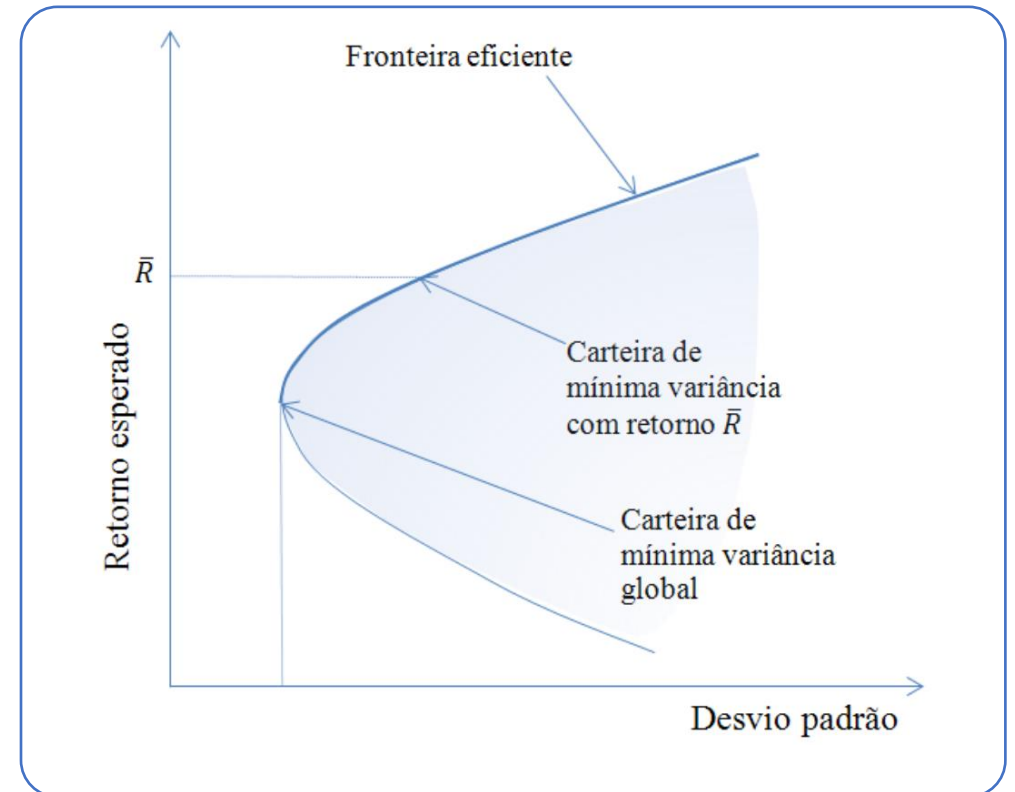 Fronteira eficiente
R̅
Retorno esperado
Carteira de
mínima variância
com retorno R̅
Carteira de
mínima variância
global
Desvio padrão